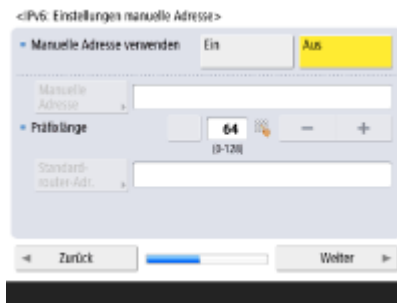 <IPv6: Einstellungen manuelle Adresse>
Manuelle Adresse verwenden Ein Aus
Manuelle
Adresse
Präfixlänge 64 − +
(0-128)
Standard-
router-Adr.
Zurück Weiter